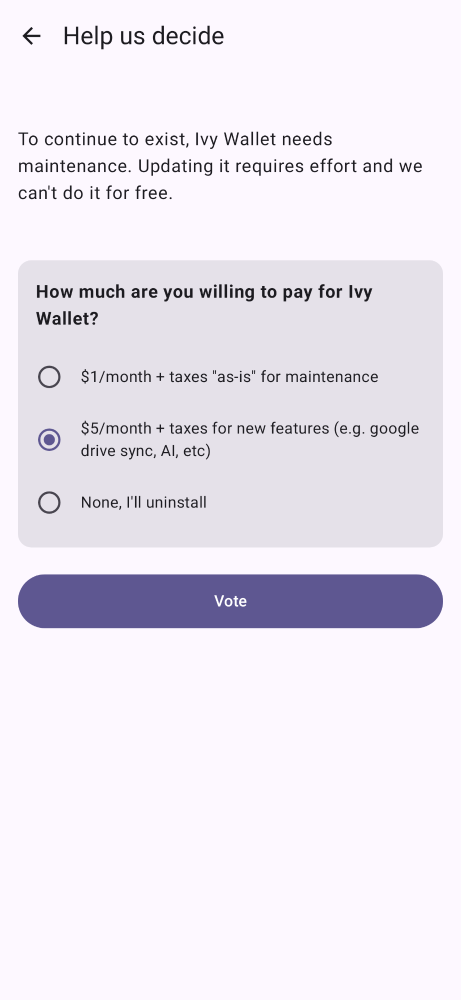 Help us decide
To continue to exist, Ivy Wallet needs
maintenance. Updating it requires effort and we
can't do it for free.
How much are you willing to pay for Ivy
Wallet?
$1/month + taxes "as-is" for maintenance
$5/month + taxes for new features (e.g. google
drive sync, AI, etc)
None, I'll uninstall
Vote